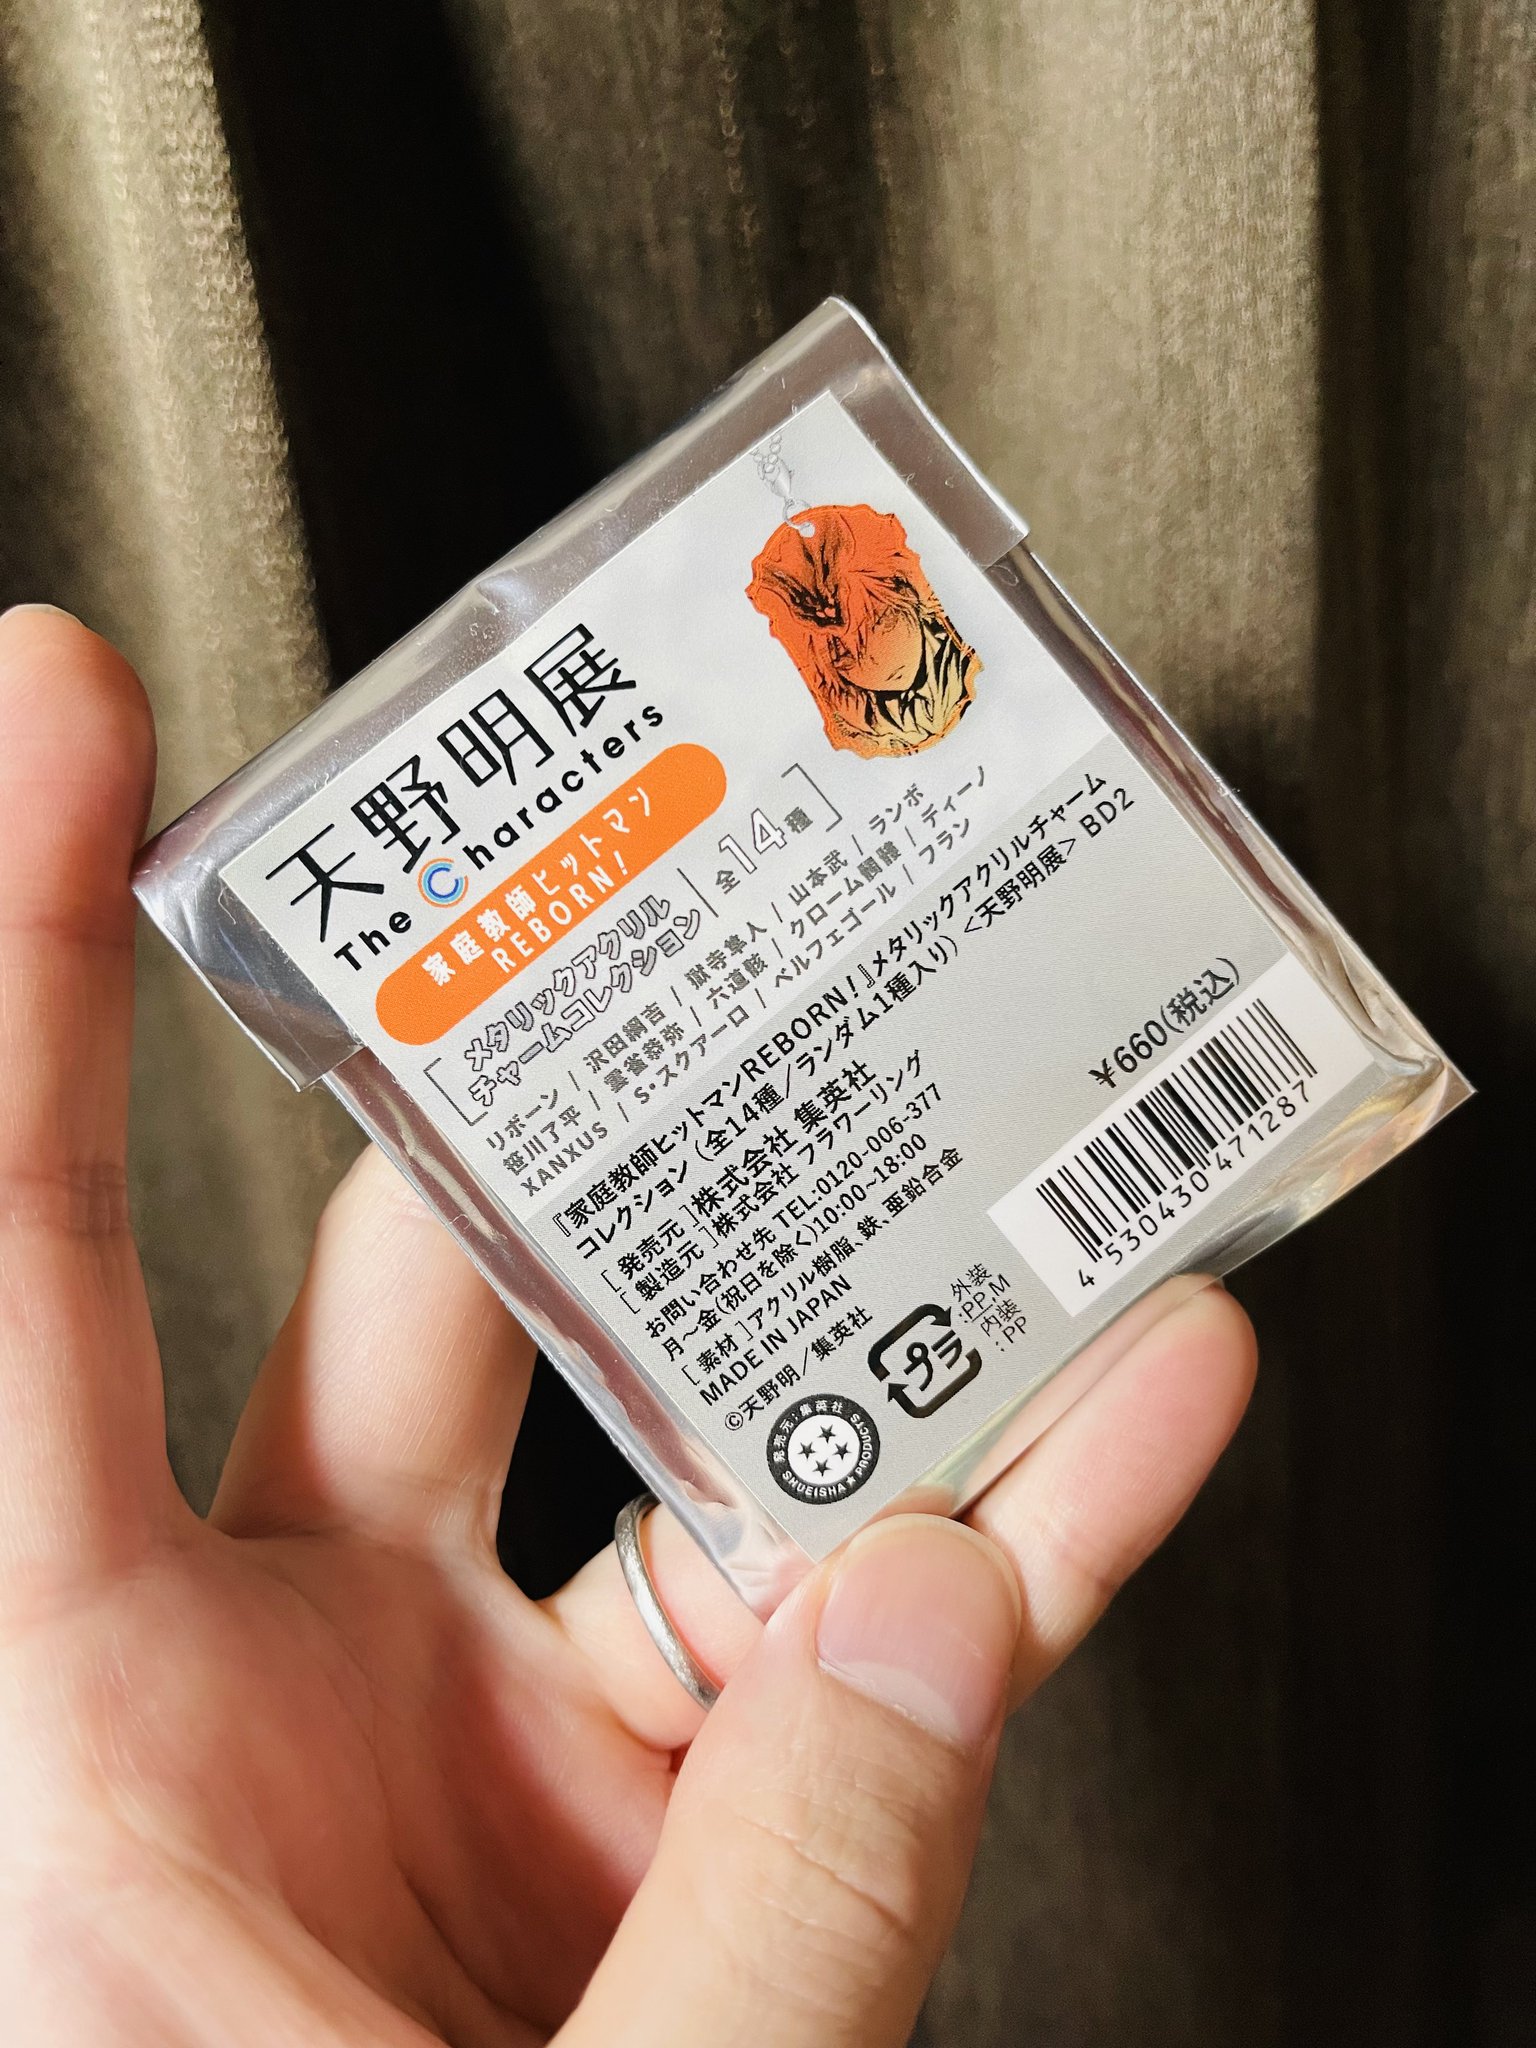 天野明展
The Characters
家庭教師ヒットマン
REBORN!
メタリックアクリル
チャームコレクション
全14種
リボーン / 沢田綱吉 / 獄寺隼人 / 山本武 / ランボ
笹川了平 / 雲雀恭弥 / 六道骸 / クローム髑髏 / ディーノ
XANXUS / S・スクアーロ / ベルフェゴール / フラン
『家庭教師ヒットマンREBORN!』メタリックアクリルチャーム
コレクション (全14種/ランダム1種入り) <天野明展> BD2
[ 発売元 ]株式会社 集英社
[ 製造元 ]株式会社 フラワーリング
お問い合わせ先 TEL:0120-006-377
月~金(祝日を除く)10:00~18:00
[ 素材 ]アクリル樹脂、鉄、亜鉛合金
MADE IN JAPAN
©天野明/集英社
¥660(税込)
4 530430 471287
プラ
外装
:PP,M
内装
:PP
発売元:集英社
SHUEISHA★PRODUCTS